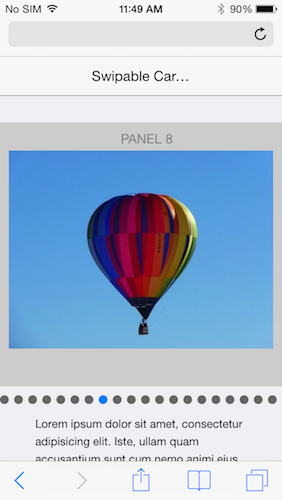 No SIM 11:49 AM 90%
Swipable Car...
PANEL 8
Lorem ipsum dolor sit amet, consectetur
adipisicing elit. Iste, ullam quam
accusantium sunt cum nemo animi eius